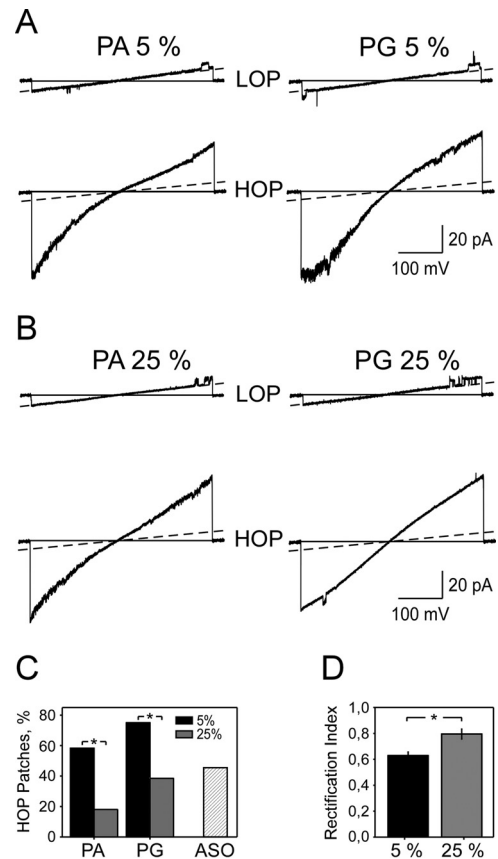 A
PA 5 %
PG 5 %
LOP
HOP
20 pA
100 mV
B
PA 25 %
PG 25 %
LOP
HOP
20 pA
100 mV
C
D
HOP Patches, %
80
60
40
20
0
* *
5%
25%
PA PG ASO
Rectification Index
1,0
0,8
0,6
0,4
0,2
0,0
*
5 % 25 %